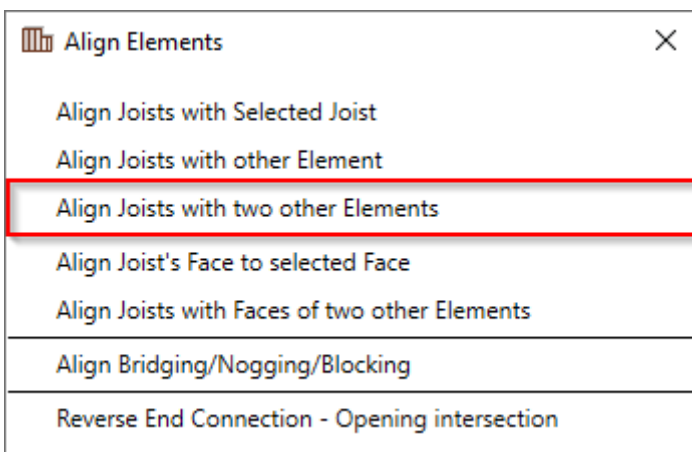 Align Elements
Align Joists with Selected Joist
Align Joists with other Element
Align Joists with two other Elements
Align Joist's Face to selected Face
Align Joists with Faces of two other Elements
Align Bridging/Nogging/Blocking
Reverse End Connection - Opening intersection